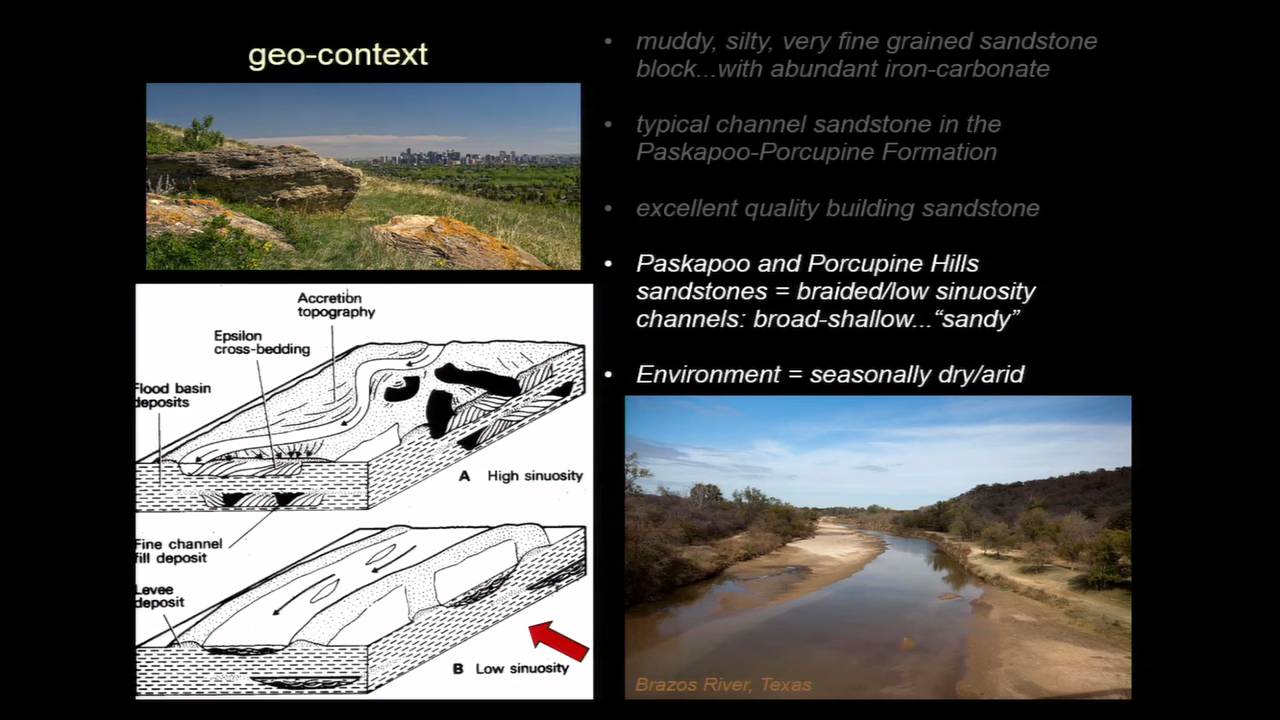 geo-context
• muddy, silty, very fine grained sandstone
block...with abundant iron-carbonate
• typical channel sandstone in the
Paskapoo-Porcupine Formation
• excellent quality building sandstone
• Paskapoo and Porcupine Hills
sandstones = braided/low sinuosity
channels: broad-shallow...“sandy”
• Environment = seasonally dry/arid
Accretion
topography
Epsilon
cross-bedding
Flood basin
deposits
A High sinuosity
Fine channel
fill deposit
Levee
deposit
B Low sinuosity
Brazos River, Texas